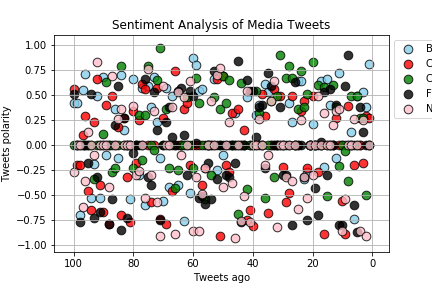 Sentiment Analysis of Media Tweets
1.00
0.75
0.50
0.25
0.00
−0.25
−0.50
−0.75
−1.00
Tweets polarity
100
80
60
40
20
0
Tweets ago
B
C
C
F
N